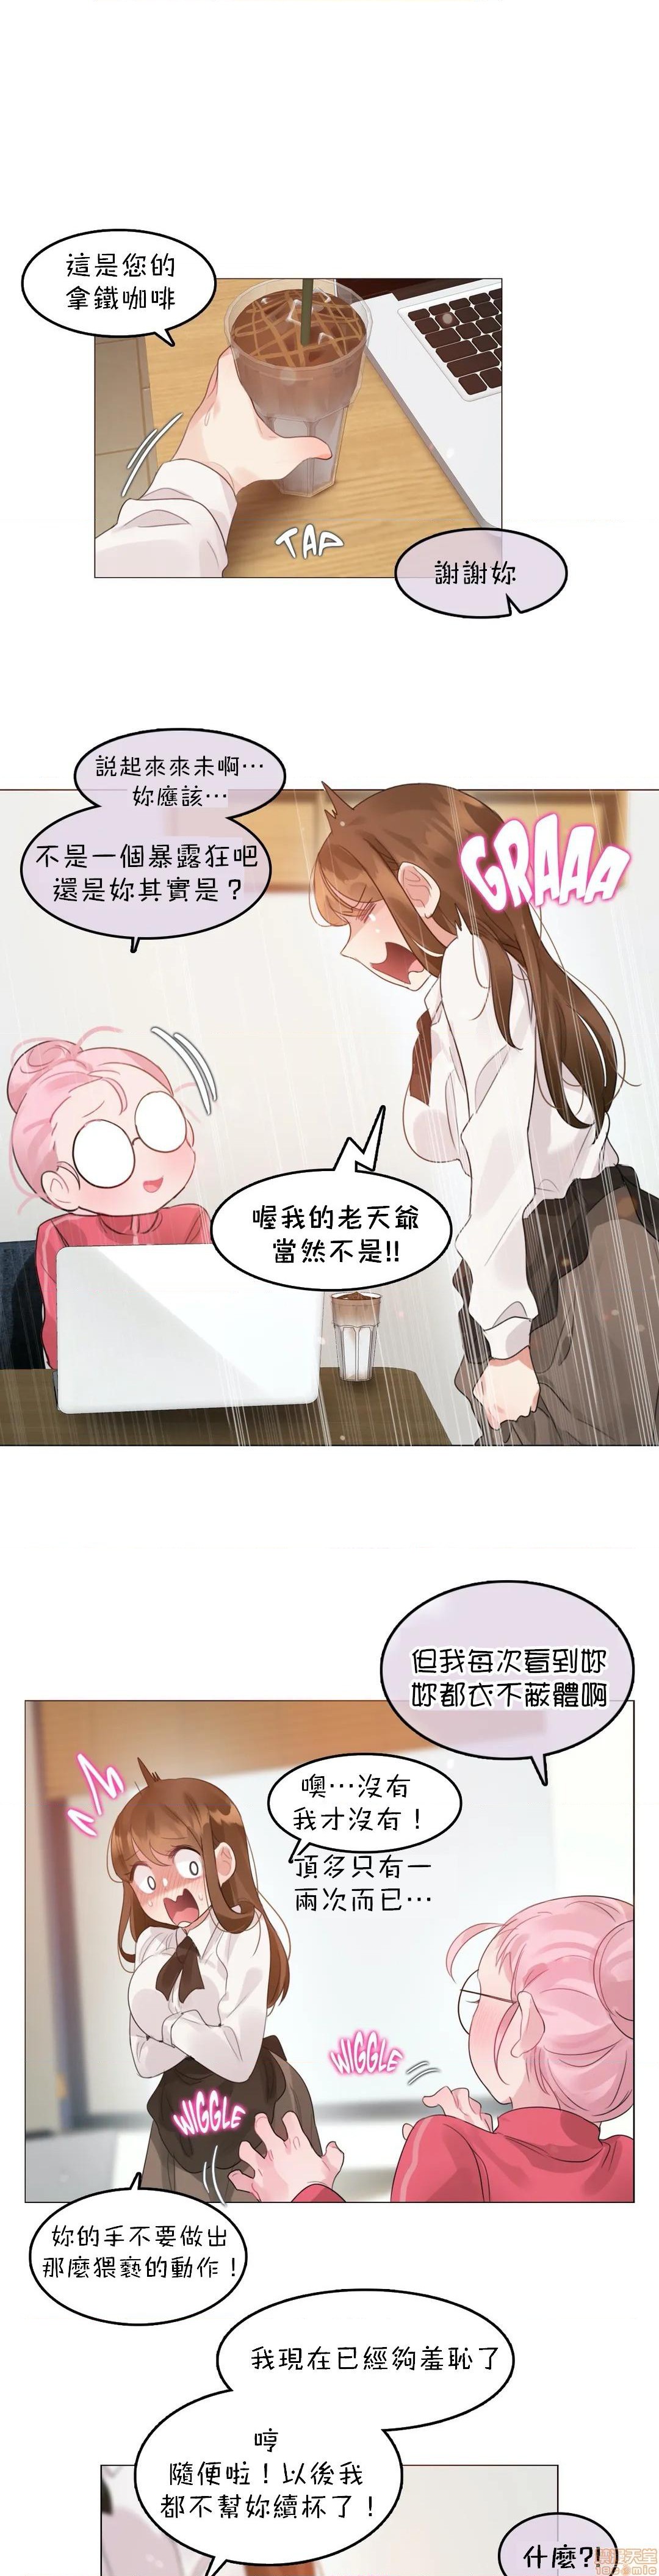 這是您的
拿鐵咖啡
TAP
謝謝妳
說起來來未啊…
妳應該…
不是一個暴露狂吧
還是妳其實是？
GRAAA
喔我的老天爺
當然不是!!
但我每次看到妳
妳都衣不蔽體啊
噢…沒有
我才沒有！
頂多只有一
兩次而已…
WIGGLE
WIGGLE
妳的手不要做出
那麼猥褻的動作！
我現在已經夠羞恥了
哼
隨便啦！以後我
都不幫妳續杯了！
什麼?!